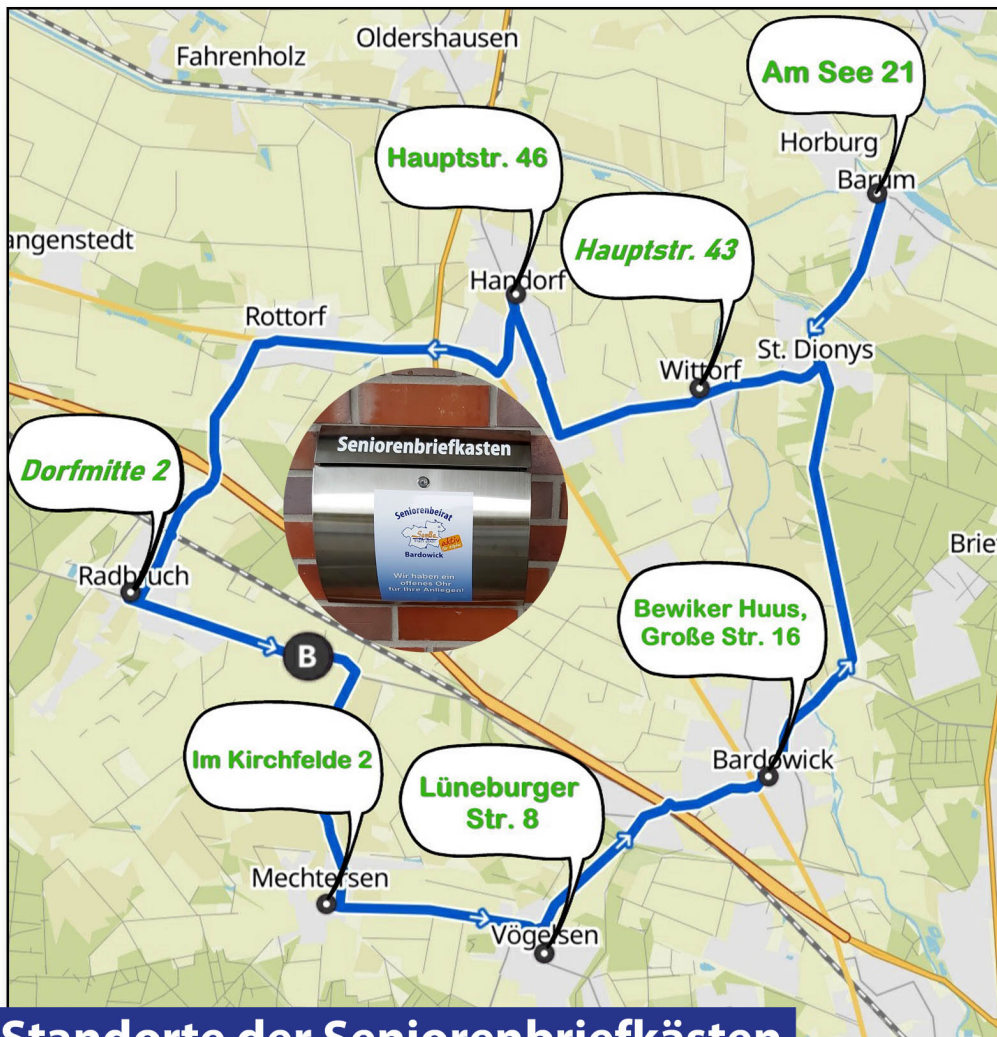 Oldershausen
Fahrenholz
Am See 21
Horburg
Hauptstr. 46
Barum
Hauptstr. 43
angenstedt
Handorf
Rottorf
St. Dionys
Wittorf
Seniorenbriefkasten
Dorfmitte 2
Seniorenbeirat
aktiv
Bardowick
Wir haben ein
offenes Ohr
für Ihre Anliegen!
Brie
Radbruch
Bewiker Huus,
Große Str. 16
B
Im Kirchfelde 2
Bardowick
Lüneburger
Str. 8
Mechtersen
Vögelsen
Standorte der Seniorenbriefkästen